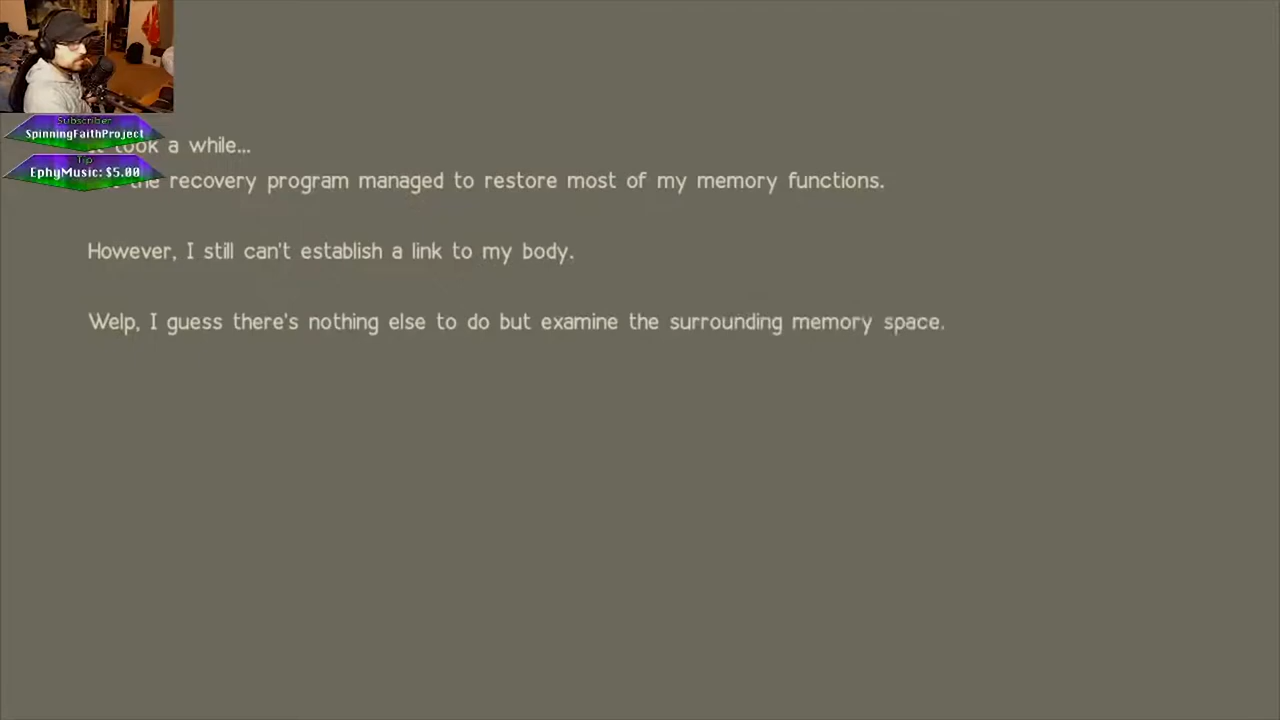 Subscriber
SpinningFaithProject
took a while...
Tip
EphyMusic: $5.00
the recovery program managed to restore most of my memory functions.
However, I still can't establish a link to my body.
Welp, I guess there's nothing else to do but examine the surrounding memory space.